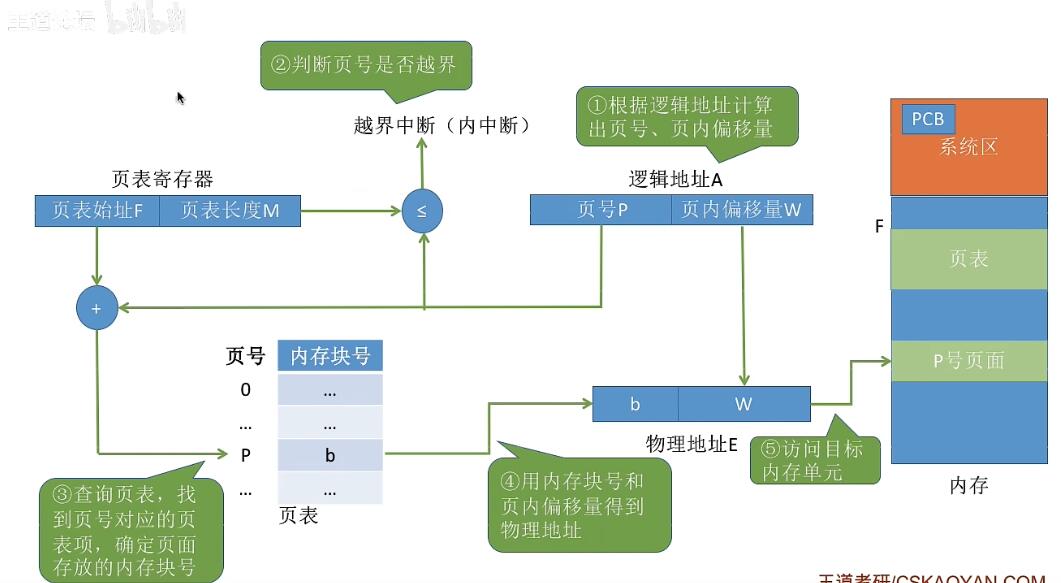 王道论坛 bilibili
②判断页号是否越界
越界中断（内中断）
①根据逻辑地址计算
出页号、页内偏移量
PCB
系统区
页表寄存器
页表始址F 页表长度M
≤
逻辑地址A
页号P 页内偏移量W
F
页表
+
页号 内存块号
0 ...
... ...
P b
... ...
页表
P号页面
b W
物理地址E
⑤访问目标
内存单元
内存
③查询页表，找
到页号对应的页
表项，确定页面
存放的内存块号
④用内存块号和
页内偏移量得到
物理地址
王道考研/CSKAOYAN.COM